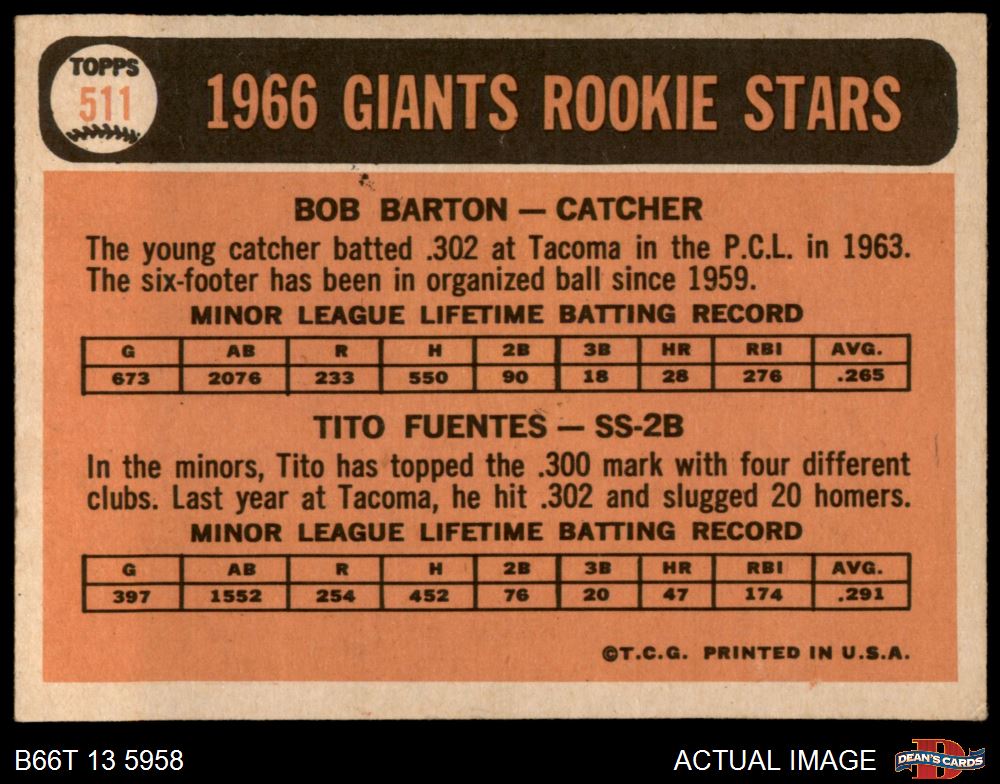 TOPPS
511
1966 GIANTS ROOKIE STARS
BOB BARTON — CATCHER
The young catcher batted .302 at Tacoma in the P.C.L. in 1963.
The six-footer has been in organized ball since 1959.
MINOR LEAGUE LIFETIME BATTING RECORD
G AB R H 2B 3B HR RBI AVG.
673 2076 233 550 90 18 28 276 .265
TITO FUENTES — SS-2B
In the minors, Tito has topped the .300 mark with four different
clubs. Last year at Tacoma, he hit .302 and slugged 20 homers.
MINOR LEAGUE LIFETIME BATTING RECORD
G AB R H 2B 3B HR RBI AVG.
397 1552 254 452 76 20 47 174 .291
©T.C.G. PRINTED IN U.S.A.
B66T 13 5958 ACTUAL IMAGE
D
DEAN'S CARDS